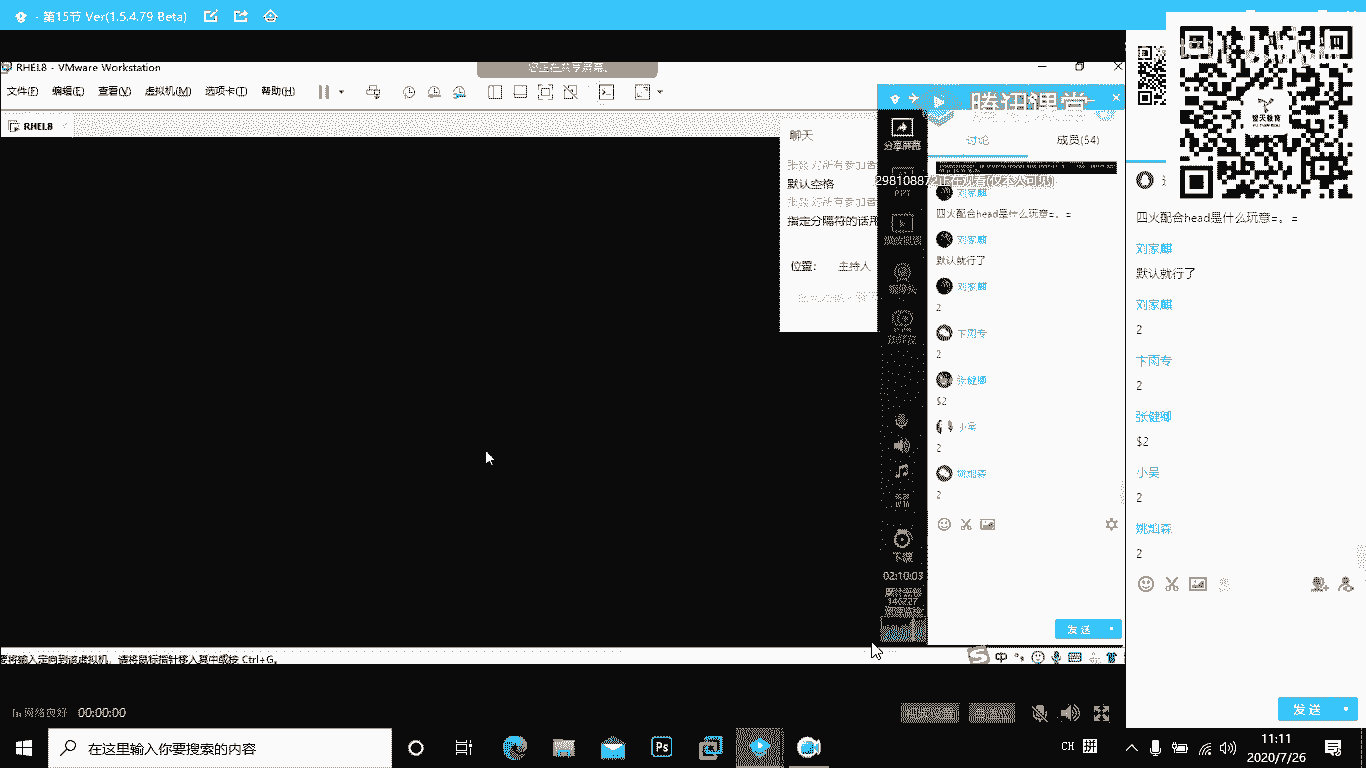 - 第15节 Ver(1.5.4.79 Beta)
RHEL8 - VMware Workstation
您正在共享屏幕。
文件(F) 编辑(E) 查看(V) 虚拟机(M) 选项卡(T) 帮助(H)
RHEL8
聊天
默认空格
指定分隔符的话用
位置： 主持人
腾讯课堂
分享屏幕
PPT
摄像头
下课
02:10:03
讨论 成员(54)
298108872正在观看(仅本人可见)
刘家麒
四火配合head是什么玩意=。=
刘家麒
默认就行了
刘家麒
2
卞雨专
2
张健卿
$2
小吴
2
姚懿森
2
发送
四火配合head是什么玩意=。=
刘家麒
默认就行了
刘家麒
2
卞雨专
2
张健卿
$2
小吴
2
姚懿森
2
发送
要将输入定向到该虚拟机，请将鼠标指针移入其中或按 Ctrl+G。
中
网络良好 00:00:00
在这里输入你要搜索的内容
Ps
CH 拼
11:11
2020/7/26